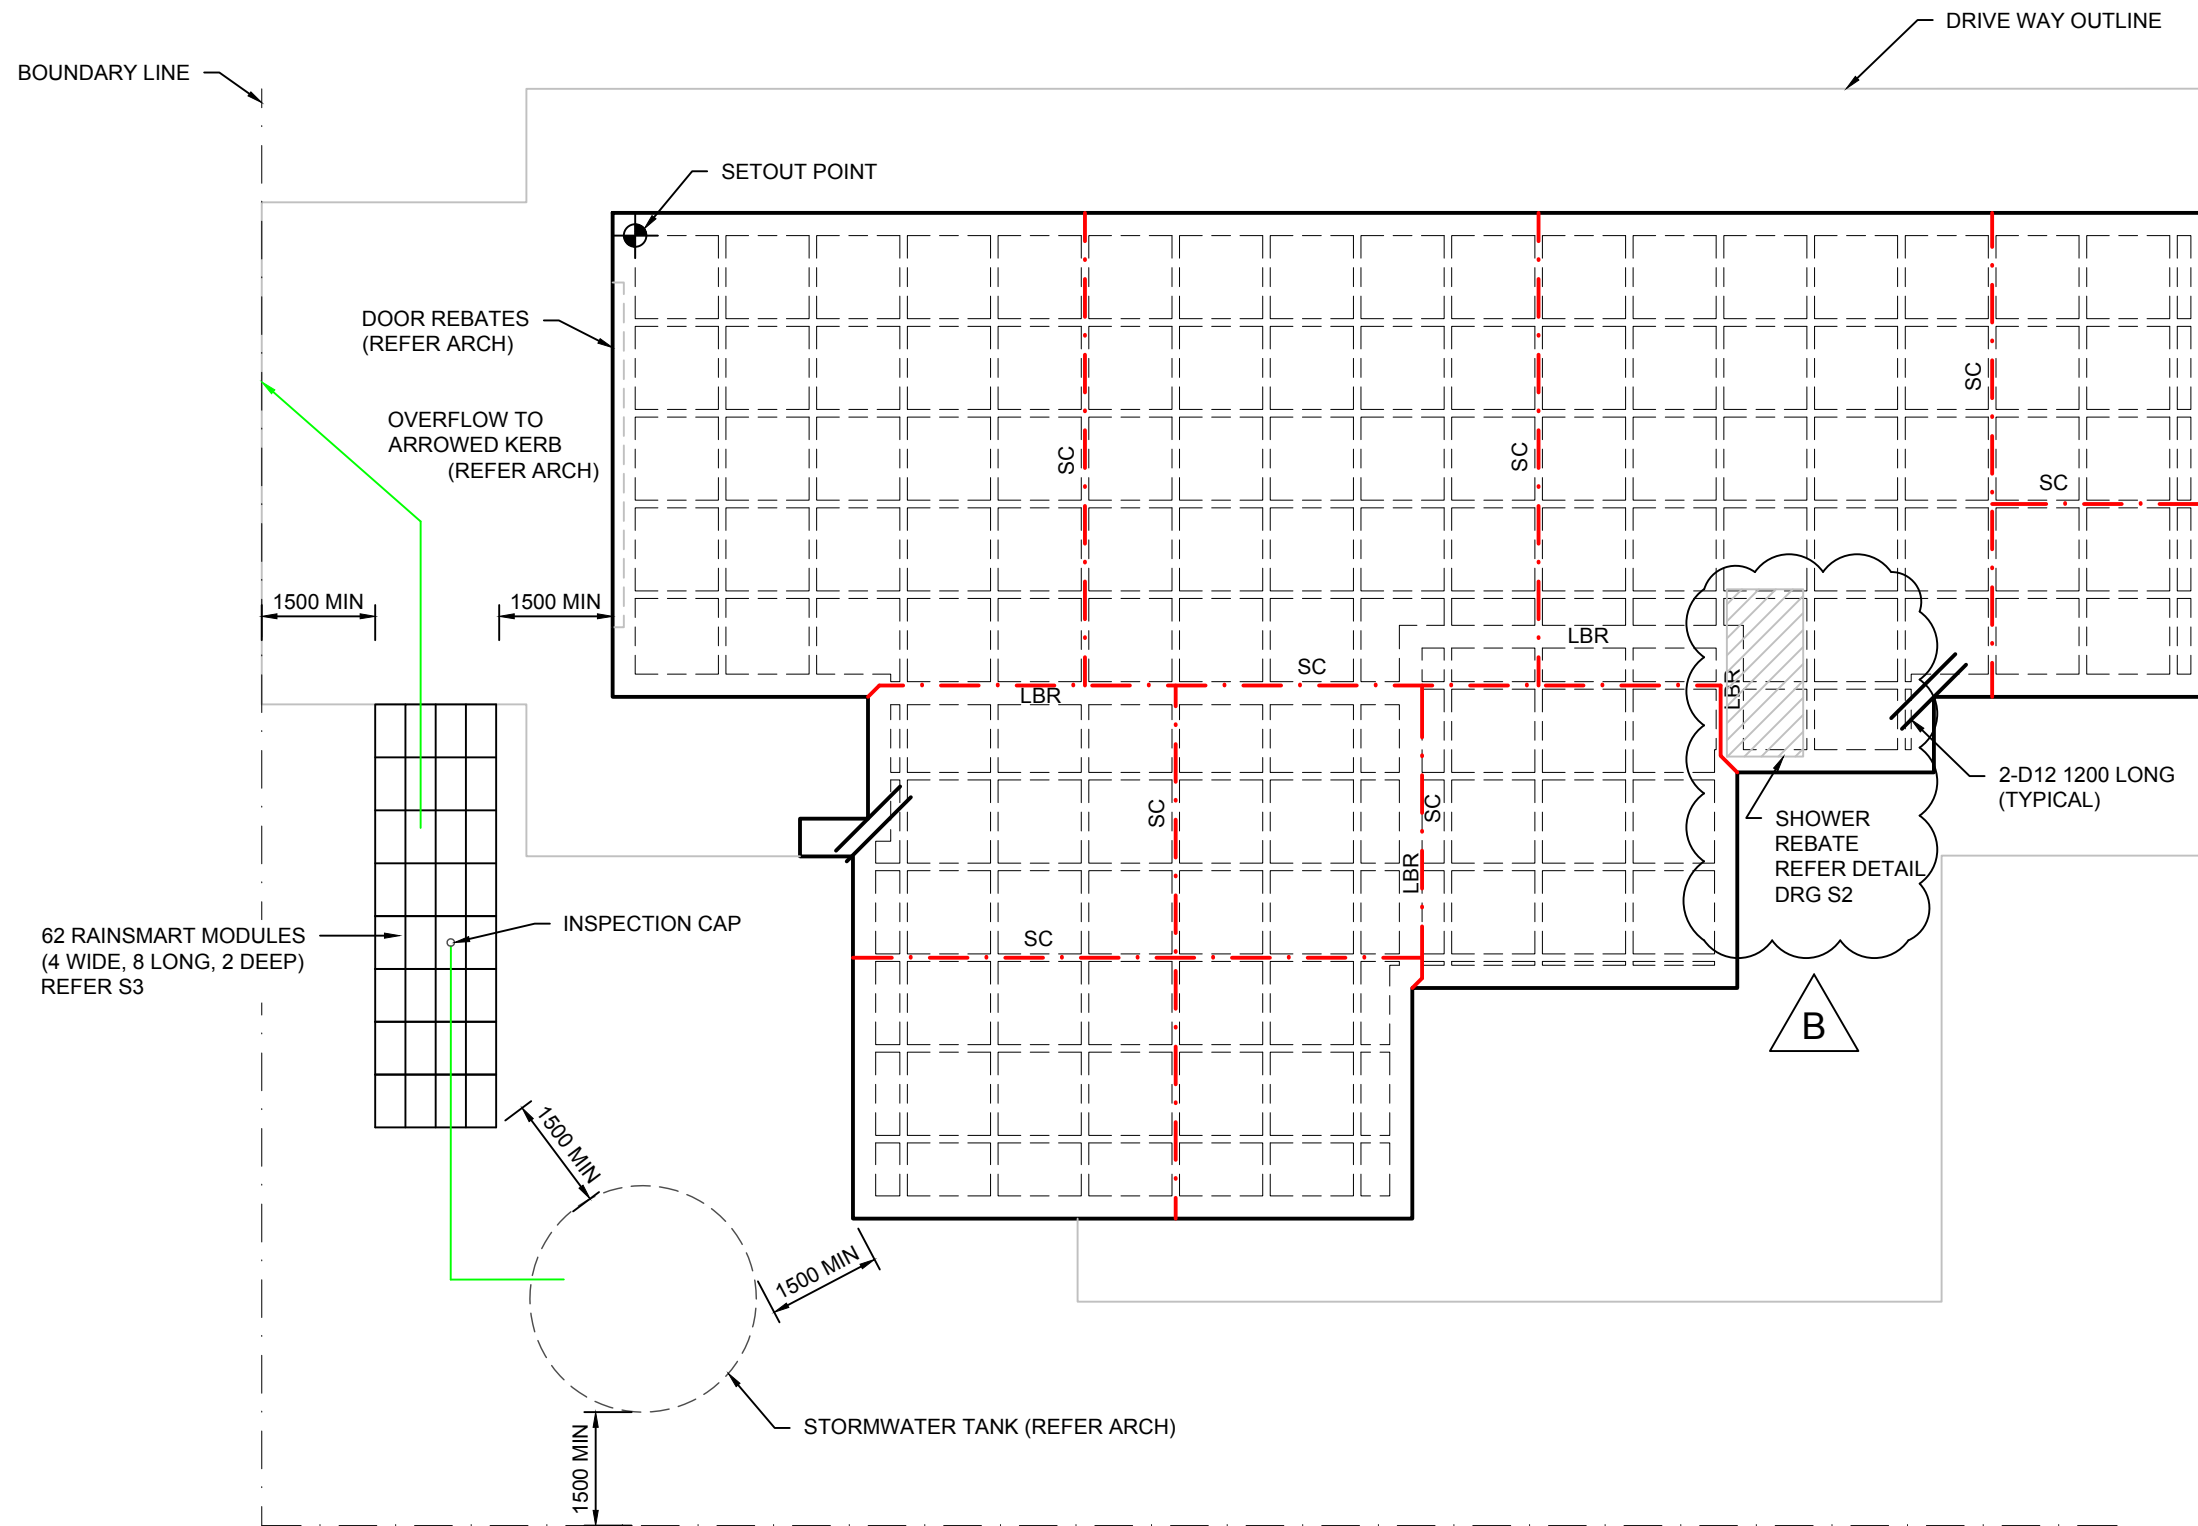 DRIVE WAY OUTLINE
BOUNDARY LINE
SETOUT POINT
DOOR REBATES
(REFER ARCH)
OVERFLOW TO
ARROWED KERB
(REFER ARCH)
SC
SC
SC
SC
1500 MIN
1500 MIN
LBR
SC
LBR
LBR
SC
SC
LBR
SC
2-D12 1200 LONG
(TYPICAL)
SHOWER
REBATE
REFER DETAIL
DRG S2
B
62 RAINSMART MODULES
(4 WIDE, 8 LONG, 2 DEEP)
REFER S3
INSPECTION CAP
1500 MIN
1500 MIN
STORMWATER TANK (REFER ARCH)
1500 MIN